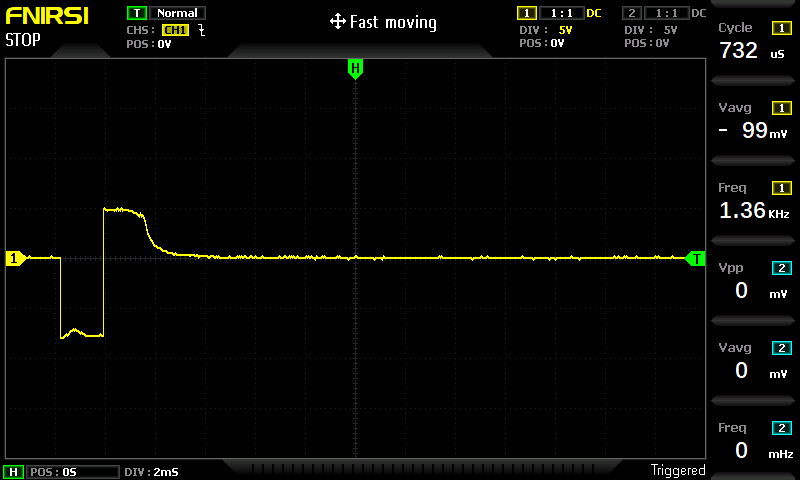 FNIRSI
STOP
T Normal
CHS: CH1
POS: 0V
Fast moving
1 1:1 DC
DIV: 5V
POS: 0V
2 1:1 DC
DIV: 5V
POS: 0V
Cycle 1
732 uS
Vavg 1
- 99 mV
Freq 1
1.36 KHz
Vpp 2
0 mV
Vavg 2
0 mV
Freq 2
0 mHz
H
1
T
H POS: 0S DIV: 2mS
Triggered